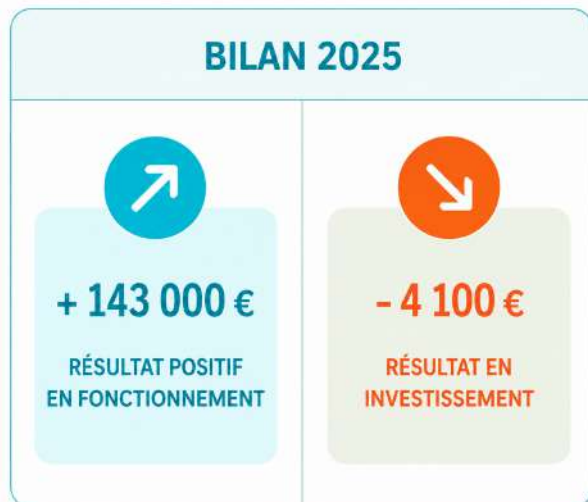 BILAN 2025
+ 143 000 €
RÉSULTAT POSITIF
EN FONCTIONNEMENT
- 4 100 €
RÉSULTAT EN
INVESTISSEMENT